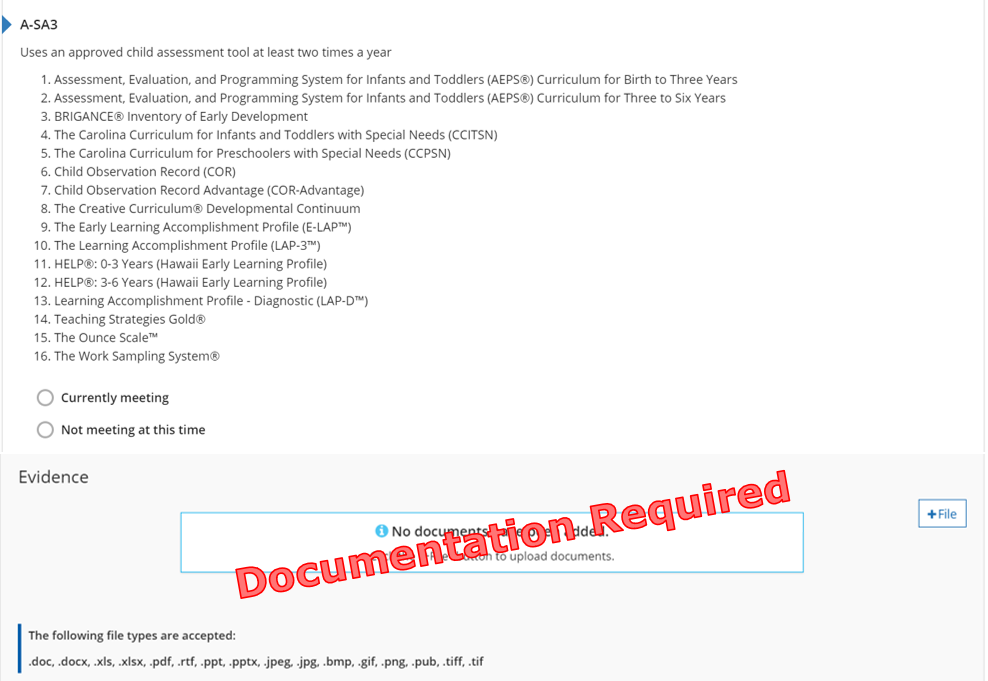 A-SA3
Uses an approved child assessment tool at least two times a year
1. Assessment, Evaluation, and Programming System for Infants and Toddlers (AEPS®) Curriculum for Birth to Three Years
2. Assessment, Evaluation, and Programming System for Infants and Toddlers (AEPS®) Curriculum for Three to Six Years
3. BRIGANCE® Inventory of Early Development
4. The Carolina Curriculum for Infants and Toddlers with Special Needs (CCITSN)
5. The Carolina Curriculum for Preschoolers with Special Needs (CCPSN)
6. Child Observation Record (COR)
7. Child Observation Record Advantage (COR-Advantage)
8. The Creative Curriculum® Developmental Continuum
9. The Early Learning Accomplishment Profile (E-LAP™)
10. The Learning Accomplishment Profile (LAP-3™)
11. HELP®: 0-3 Years (Hawaii Early Learning Profile)
12. HELP®: 3-6 Years (Hawaii Early Learning Profile)
13. Learning Accomplishment Profile - Diagnostic (LAP-D™)
14. Teaching Strategies Gold®
15. The Ounce Scale™
16. The Work Sampling System®
Currently meeting
Not meeting at this time
Evidence
+File
No documents added.
to upload documents.
Documentation Required
The following file types are accepted:
.doc, .docx, .xls, .xlsx, .pdf, .rtf, .ppt, .pptx, .jpeg, .jpg, .bmp, .gif, .png, .pub, .tiff, .tif